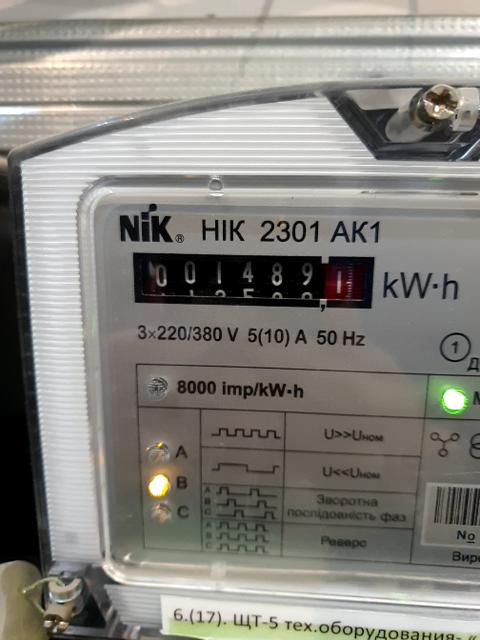 NiK® НІК 2301 АК1
001489,1 kW·h
3×220/380 V 5(10) A 50 Hz
1
8000 imp/kW·h
A
U>>Uном
B
U<<Uном
C
A
B
C
Зворотна
послідовність фаз
A
B
C
Реверс
No
6.(17). ЩТ-5 тех.оборудования- «